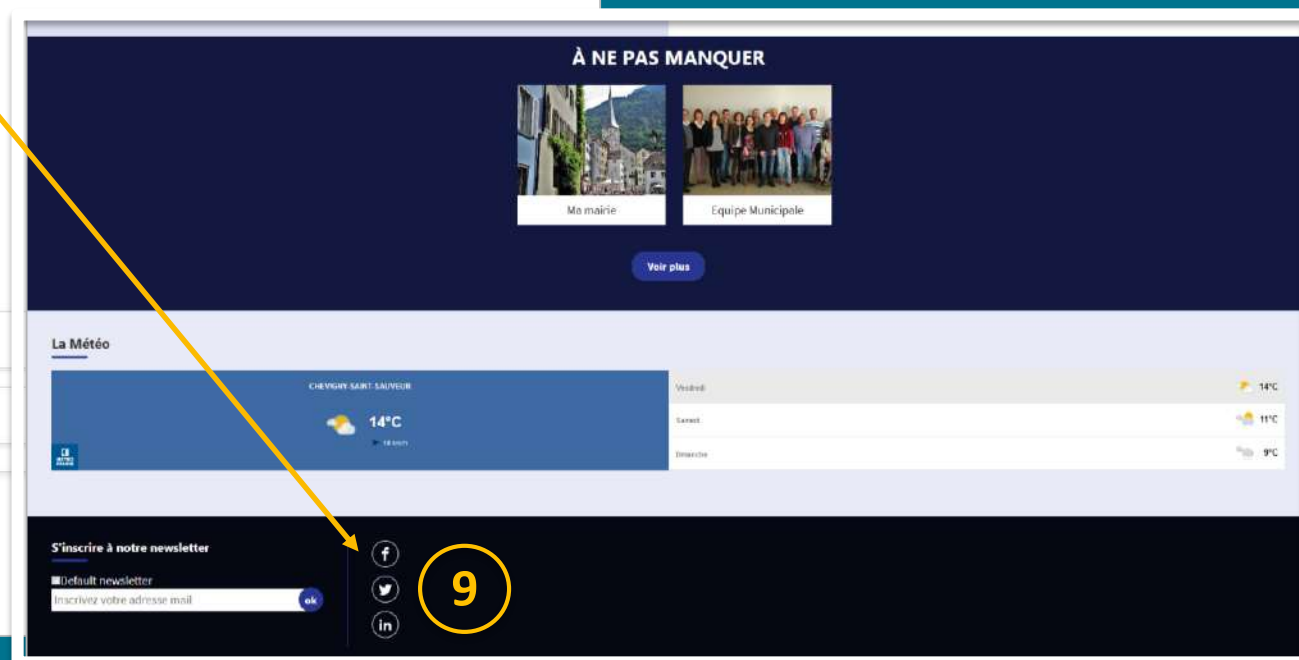 À NE PAS MANQUER
Ma mairie
Equipe Municipale
Voir plus
La Météo
CHEVIGNY-SAINT-SAUVEUR
14°C
Vendredi
14°C
Samedi
11°C
Dimanche
9°C
S'inscrire à notre newsletter
Default newsletter
Inscrivez votre adresse mail
ok
f
in
9